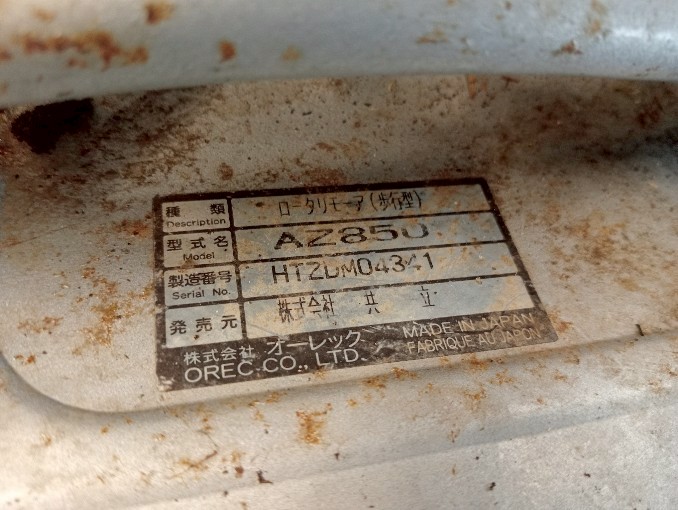 種類 ロータリモーア(歩行型)
Description
型式名 AZ850
Model
製造番号 HTZDM04341
Serial No.
発売元 株式会社 共立
株式会社 オーレック MADE IN JAPAN
OREC CO., LTD. FABRIQUE AU JAPON